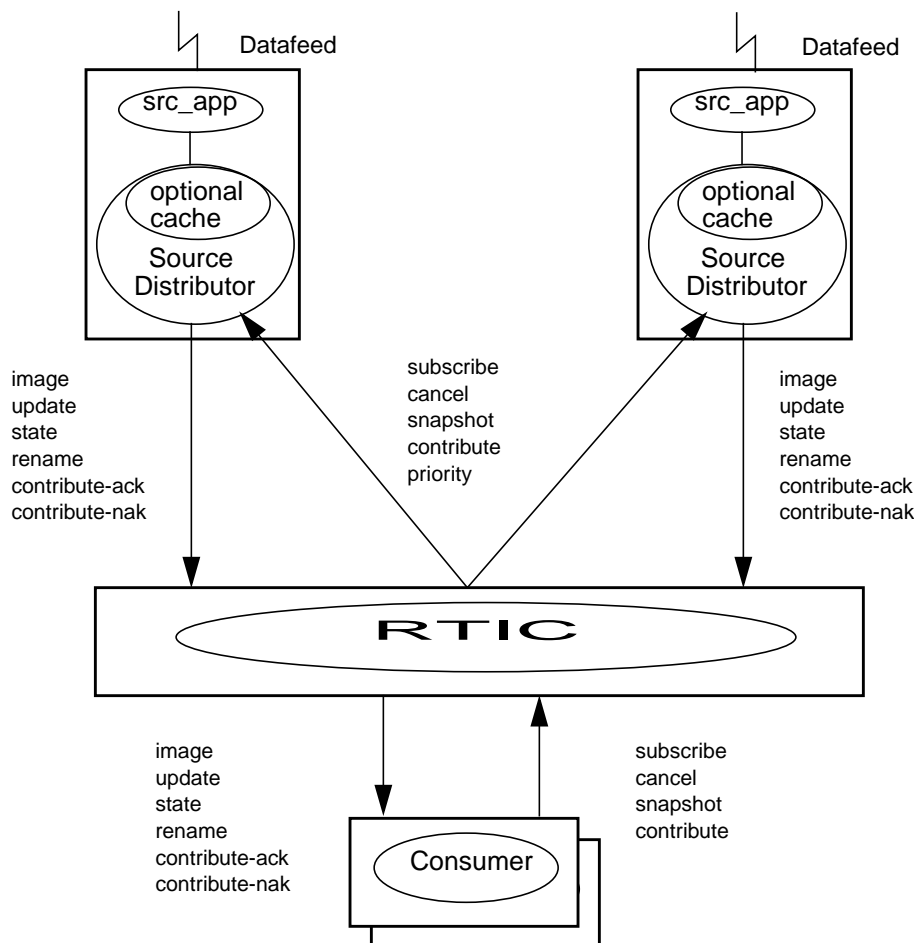 Datafeed
Datafeed
src_app
src_app
optional
cache
optional
cache
Source
Distributor
Source
Distributor
image
update
state
rename
contribute-ack
contribute-nak
subscribe
cancel
snapshot
contribute
priority
image
update
state
rename
contribute-ack
contribute-nak
RTIC
image
update
state
rename
contribute-ack
contribute-nak
subscribe
cancel
snapshot
contribute
Consumer